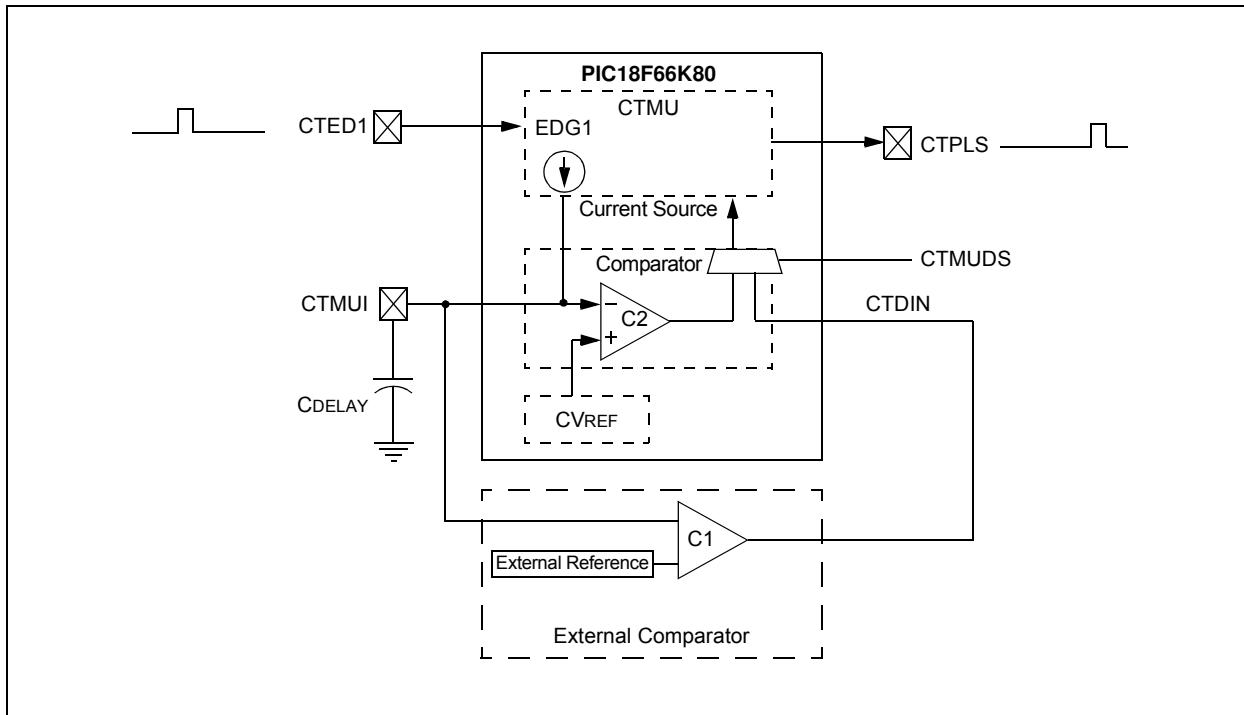 PIC18F66K80
CTMU
CTED1
EDG1
CTPLS
Current Source
Comparator
CTMUDS
CTMUI
C2
CTDIN
–
+
CDELAY
CVREF
C1
External Reference
External Comparator